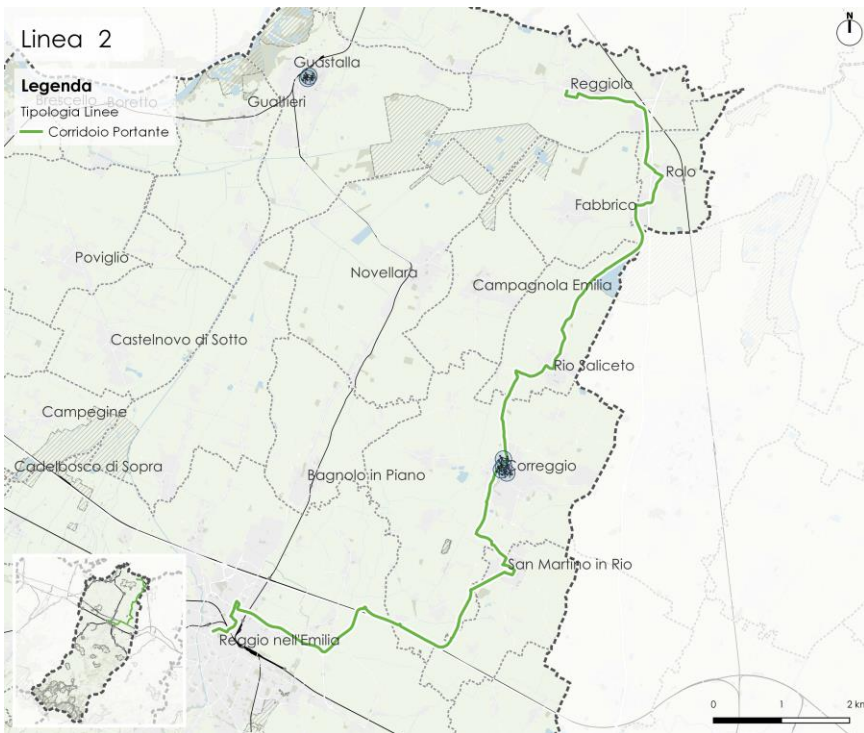 Linea 2
N
Legenda
Brescello Boretto
Tipologia Linee
Corridoio Portante
Guastalla
Gualtieri
Reggiolo
Rolo
Fabbrico
Poviglio
Novellara
Campagnola Emilia
Castelnovo di Sotto
Rio Saliceto
Campegine
Cadelbosco di Sopra
Bagnolo in Piano
Correggio
San Martino in Rio
Reggio nell'Emilia
0 1 2 km